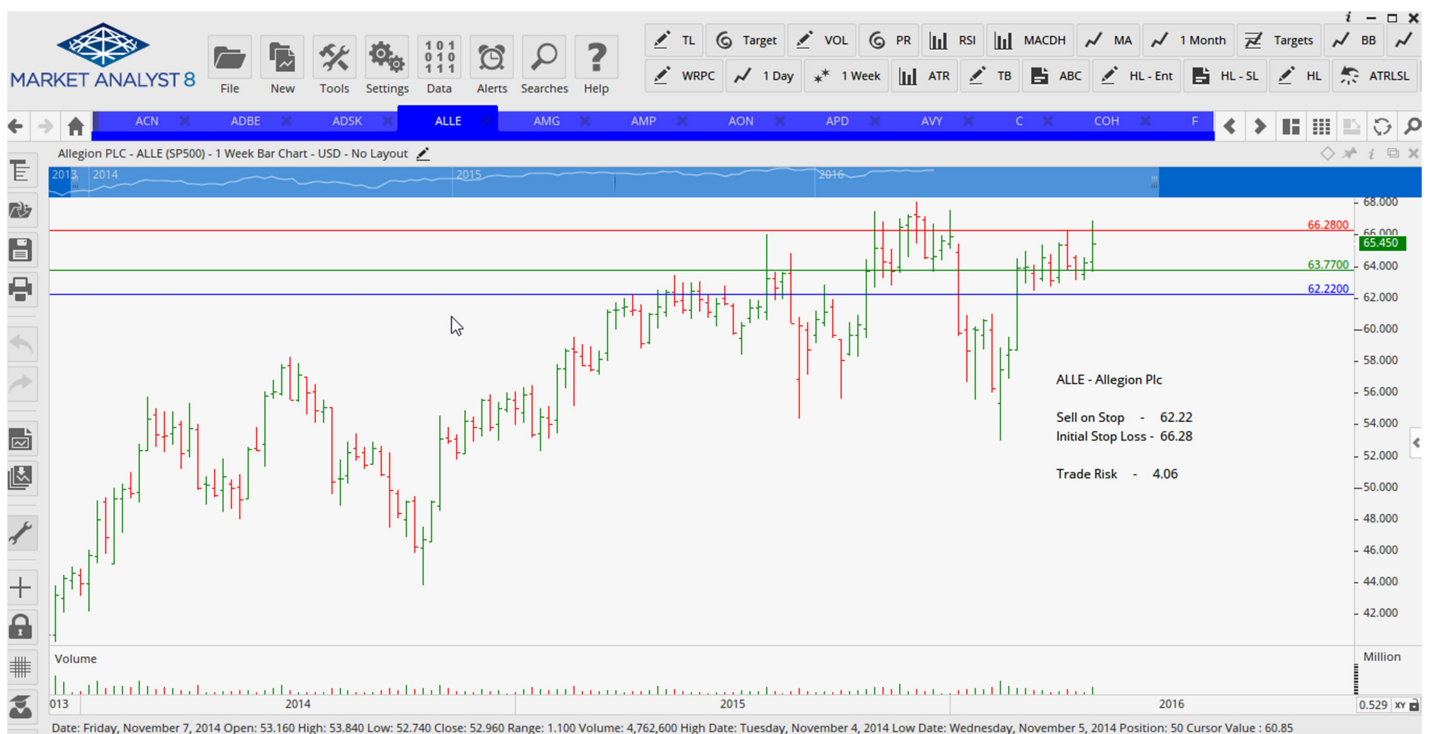 i
MARKET ANALYST 8
File New Tools Settings Data Alerts Searches Help
TL Target VOL PR RSI MACDH MA 1 Month Targets BB
WRPC 1 Day 1 Week ATR TB ABC HL - Ent HL - SL HL ATRLSL
ACN ADBE ADSK ALLE AMG AMP AON APD AVY C COH F
Allegion PLC - ALLE (SP500) - 1 Week Bar Chart - USD - No Layout
2013 2014 2015 2016
68.000
66.2800
66.000
65.450
63.7700
64.000
62.2200
62.000
60.000
58.000
ALLE - Allegion Plc
56.000
Sell on Stop - 62.22
54.000
Initial Stop Loss - 66.28
52.000
Trade Risk - 4.06
50.000
48.000
46.000
44.000
42.000
Volume
Million
013 2014 2015 2016 0.529 XY
Date: Friday, November 7, 2014 Open: 53.160 High: 53.840 Low: 52.740 Close: 52.960 Range: 1.100 Volume: 4,762,600 High Date: Tuesday, November 4, 2014 Low Date: Wednesday, November 5, 2014 Position: 50 Cursor Value : 60.85